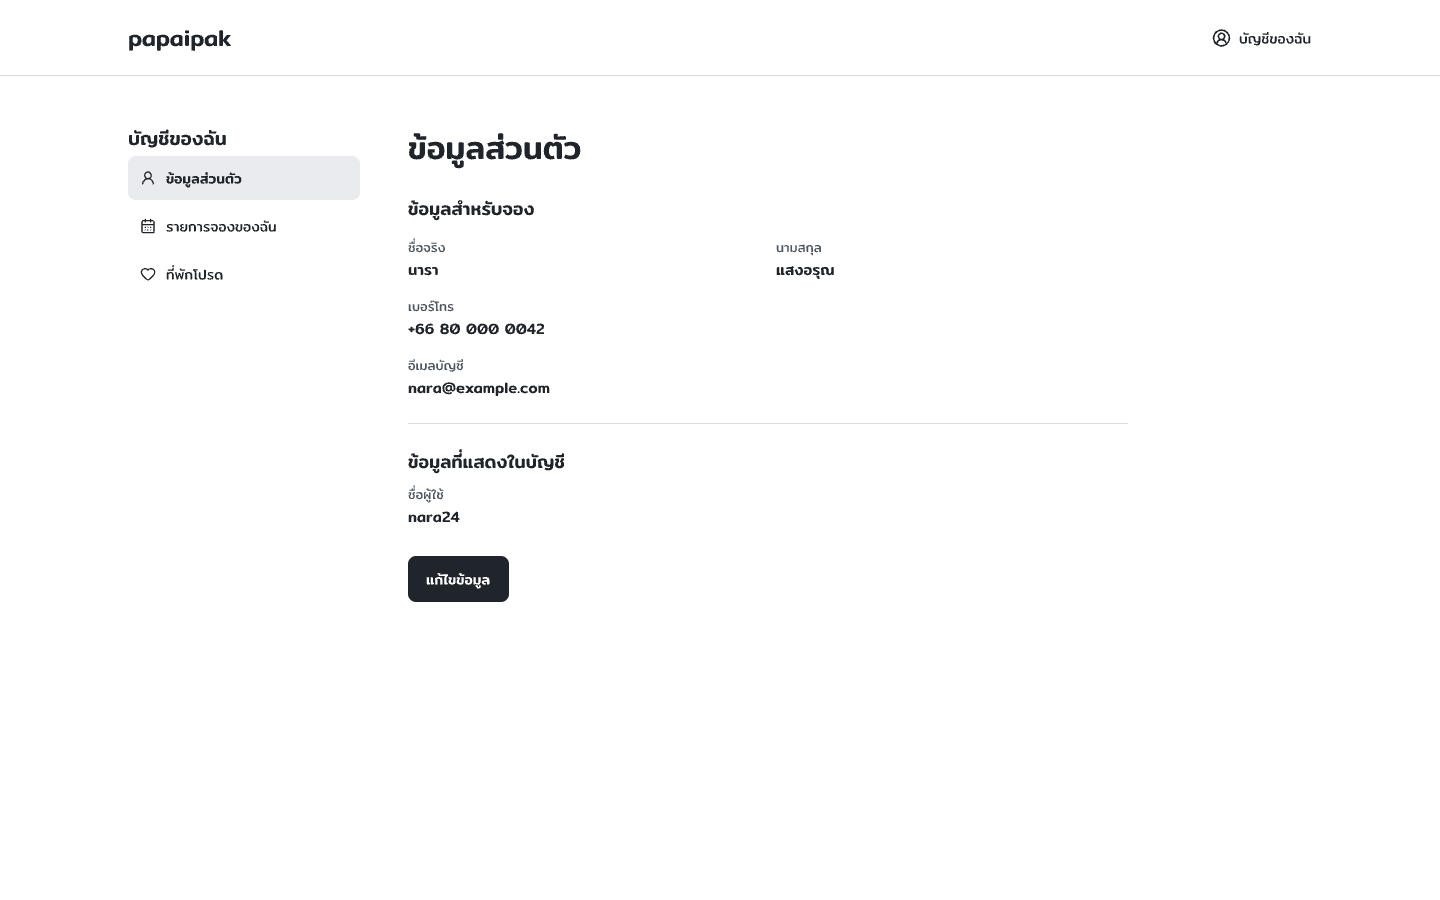 papaipak
บัญชีของฉัน
บัญชีของฉัน
ข้อมูลส่วนตัว
รายการจองของฉัน
ที่พักโปรด
ข้อมูลส่วนตัว
ข้อมูลสำหรับจอง
ชื่อจริง
นารา
นามสกุล
แสงอรุณ
เบอร์โทร
+66 80 000 0042
อีเมลบัญชี
nara@example.com
ข้อมูลที่แสดงในบัญชี
ชื่อผู้ใช้
nara24
แก้ไขข้อมูล